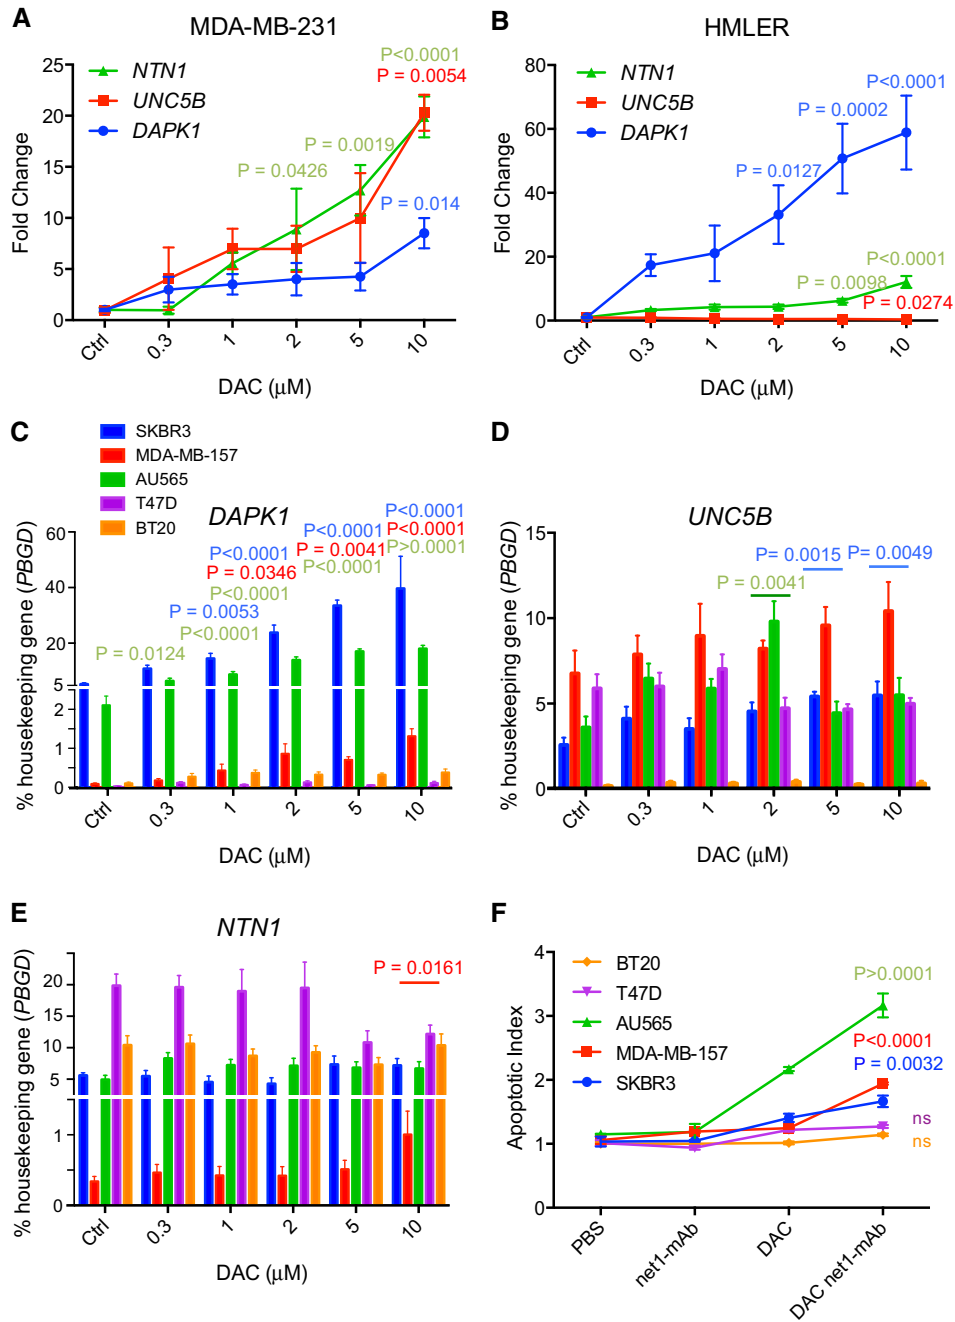 A
MDA-MB-231
P<0.0001
P = 0.0054
25
20
15
10
5
0
Fold Change
NTN1
UNC5B
DAPK1
P = 0.0019
P = 0.0426
P = 0.014
Ctrl
0.3
1
2
5
10
DAC (μM)
B
HMLER
80
60
40
20
0
Fold Change
NTN1
UNC5B
DAPK1
P<0.0001
P = 0.0002
P = 0.0127
P<0.0001
P = 0.0098
P = 0.0274
Ctrl
0.3
1
2
5
10
DAC (μM)
C
SKBR3
MDA-MB-157
AU565
T47D
BT20
DAPK1
% housekeeping gene (PBGD)
60
40
20
5
2
1
0
P<0.0001
P<0.0001
P>0.0001
P<0.0001
P = 0.0041
P<0.0001
P<0.0001
P = 0.0346
P<0.0001
P = 0.0053
P<0.0001
P = 0.0124
Ctrl
0.3
1
2
5
10
DAC (μM)
D
UNC5B
% housekeeping gene (PBGD)
15
10
5
0
P= 0.0015
P= 0.0049
P = 0.0041
Ctrl
0.3
1
2
5
10
DAC (μM)
E
NTN1
% housekeeping gene (PBGD)
20
15
10
5
1
0
P = 0.0161
Ctrl
0.3
1
2
5
10
DAC (μM)
F
Apoptotic Index
4
3
2
1
0
BT20
T47D
AU565
MDA-MB-157
SKBR3
P>0.0001
P<0.0001
P = 0.0032
ns
ns
PBS
net1-mAb
DAC
DAC net1-mAb